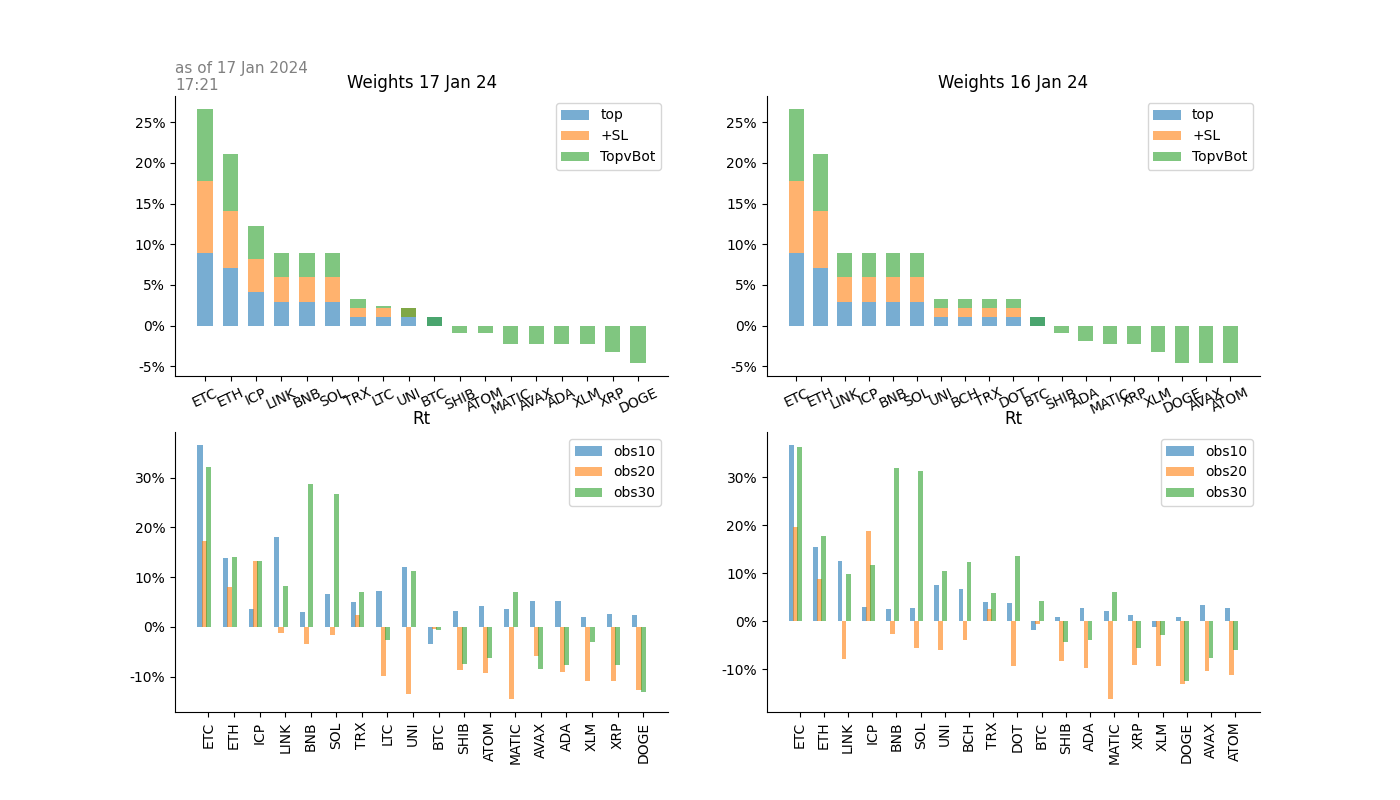 as of 17 Jan 2024
17:21
Weights 17 Jan 24
25%
20%
15%
10%
5%
0%
-5%
top
+SL
TopvBot
ETC ETH ICP LINK BNB SOL TRX LTC UNI BTC SHIB ATOM MATIC AVAX ADA XLM XRP DOGE
Weights 16 Jan 24
25%
20%
15%
10%
5%
0%
-5%
top
+SL
TopvBot
ETC ETH LINK ICP BNB SOL UNI BCH TRX DOT BTC SHIB ADA MATIC XRP XLM DOGE AVAX ATOM
Rt
30%
20%
10%
0%
-10%
obs10
obs20
obs30
ETC ETH ICP LINK BNB SOL TRX LTC UNI BTC SHIB ATOM MATIC AVAX ADA XLM XRP DOGE
Rt
30%
20%
10%
0%
-10%
obs10
obs20
obs30
ETC ETH LINK ICP BNB SOL UNI BCH TRX DOT BTC SHIB ADA MATIC XRP XLM DOGE AVAX ATOM